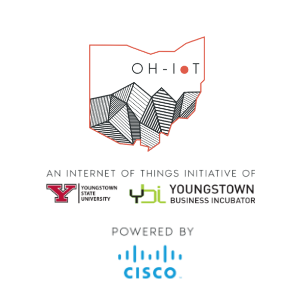 OH-IoT
AN INTERNET OF THINGS INITIATIVE OF
Y YOUNGSTOWN
STATE
UNIVERSITY
ybi YOUNGSTOWN
BUSINESS INCUBATOR
POWERED BY
CISCO